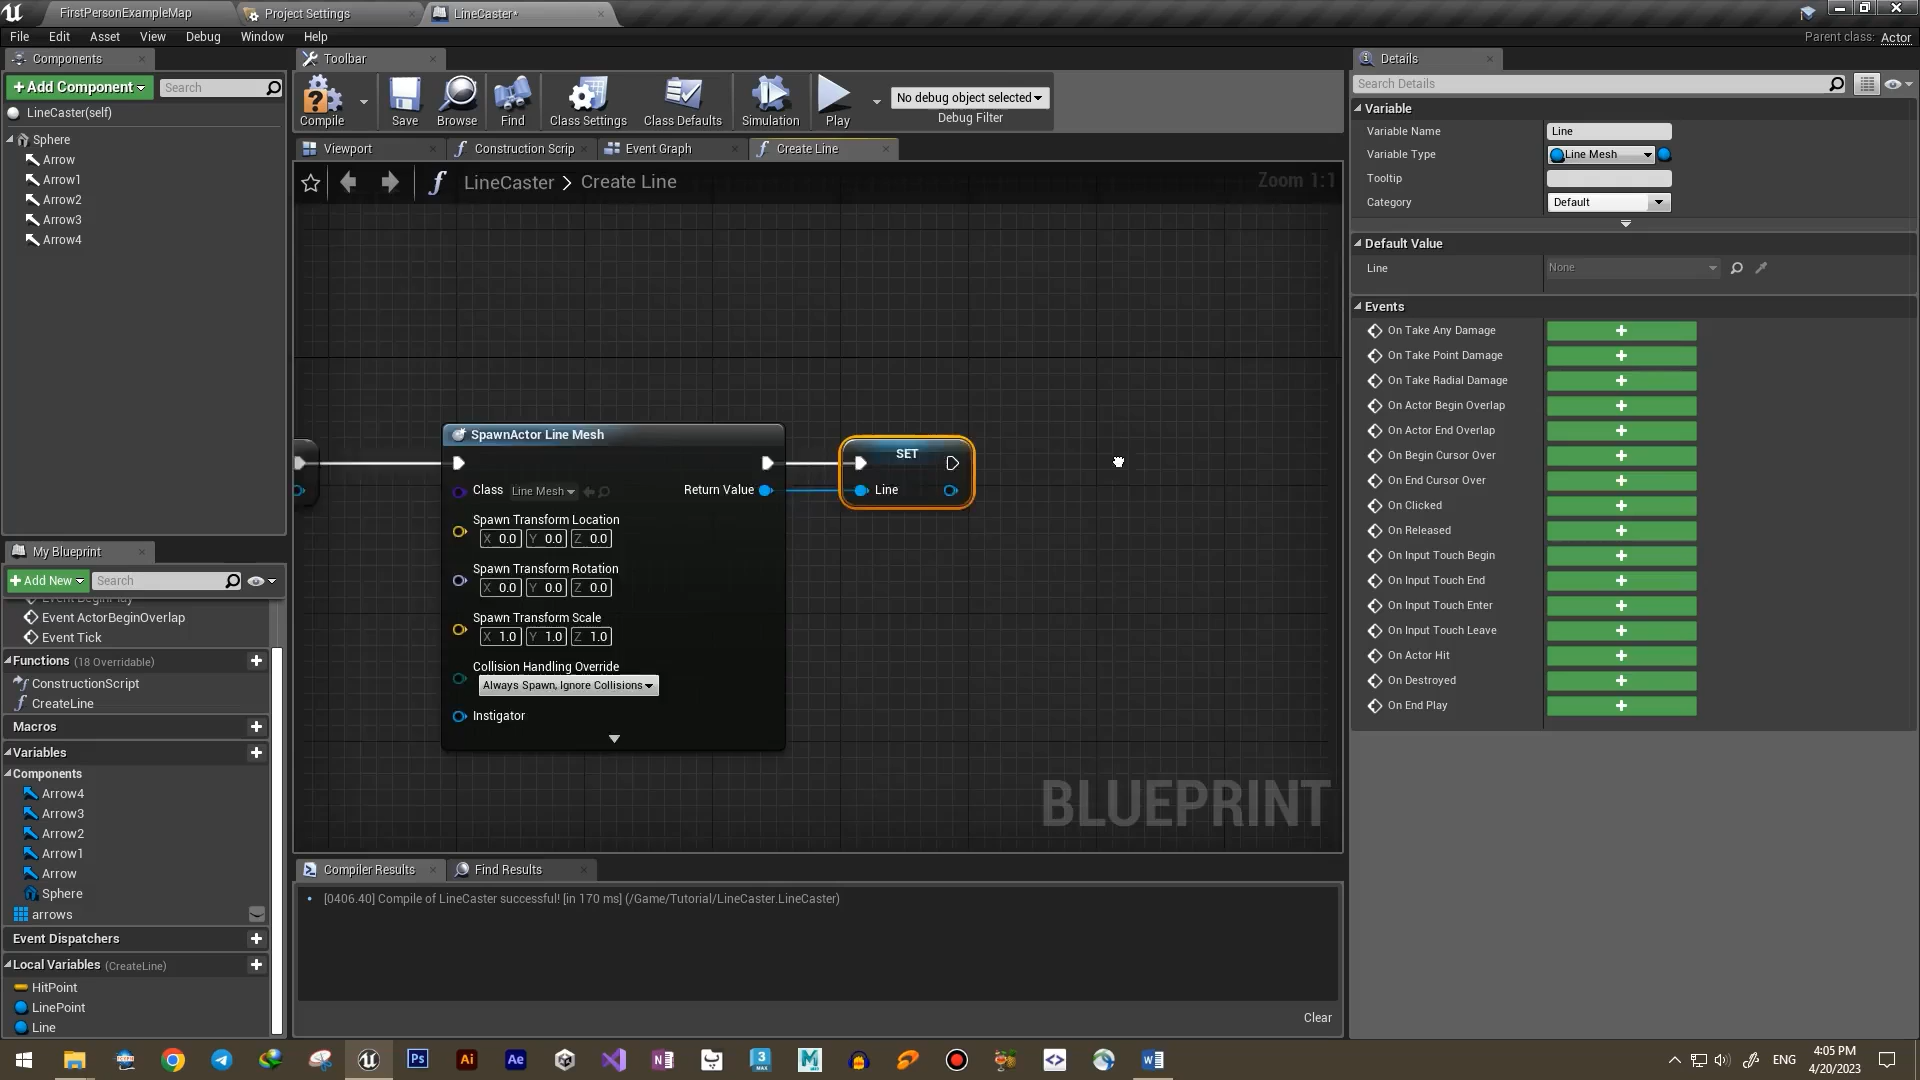 FirstPersonExampleMap
Project Settings
LineCaster*
File Edit Asset View Debug Window Help
Parent class: Actor
Components
Toolbar
Details
Add Component
Search
Compile
Save
Browse
Find
Class Settings
Class Defaults
Simulation
Play
No debug object selected
Debug Filter
Search Details
LineCaster(self)
Sphere
Arrow
Arrow1
Arrow2
Arrow3
Arrow4
Viewport
Construction Scrip
Event Graph
Create Line
LineCaster > Create Line
Zoom 1:1
SpawnActor Line Mesh
Class Line Mesh
Return Value
Spawn Transform Location
X 0.0 Y 0.0 Z 0.0
Spawn Transform Rotation
X 0.0 Y 0.0 Z 0.0
Spawn Transform Scale
X 1.0 Y 1.0 Z 1.0
Collision Handling Override
Always Spawn, Ignore Collisions
Instigator
SET
Line
BLUEPRINT
Variable
Variable Name Line
Variable Type Line Mesh
Tooltip
Category Default
Default Value
Line None
Events
On Take Any Damage
On Take Point Damage
On Take Radial Damage
On Actor Begin Overlap
On Actor End Overlap
On Begin Cursor Over
On End Cursor Over
On Clicked
On Released
On Input Touch Begin
On Input Touch End
On Input Touch Enter
On Input Touch Leave
On Actor Hit
On Destroyed
On End Play
My Blueprint
Add New
Search
Event BeginPlay
Event ActorBeginOverlap
Event Tick
Functions (18 Overridable)
ConstructionScript
CreateLine
Macros
Variables
Components
Arrow4
Arrow3
Arrow2
Arrow1
Arrow
Sphere
arrows
Event Dispatchers
Local Variables (CreateLine)
HitPoint
LinePoint
Line
Compiler Results
Find Results
[0406.40] Compile of LineCaster successful! [in 170 ms] (/Game/Tutorial/LineCaster.LineCaster)
Clear
Ps
Ai
Ae
3
MAX
ENG
4:05 PM
4/20/2023